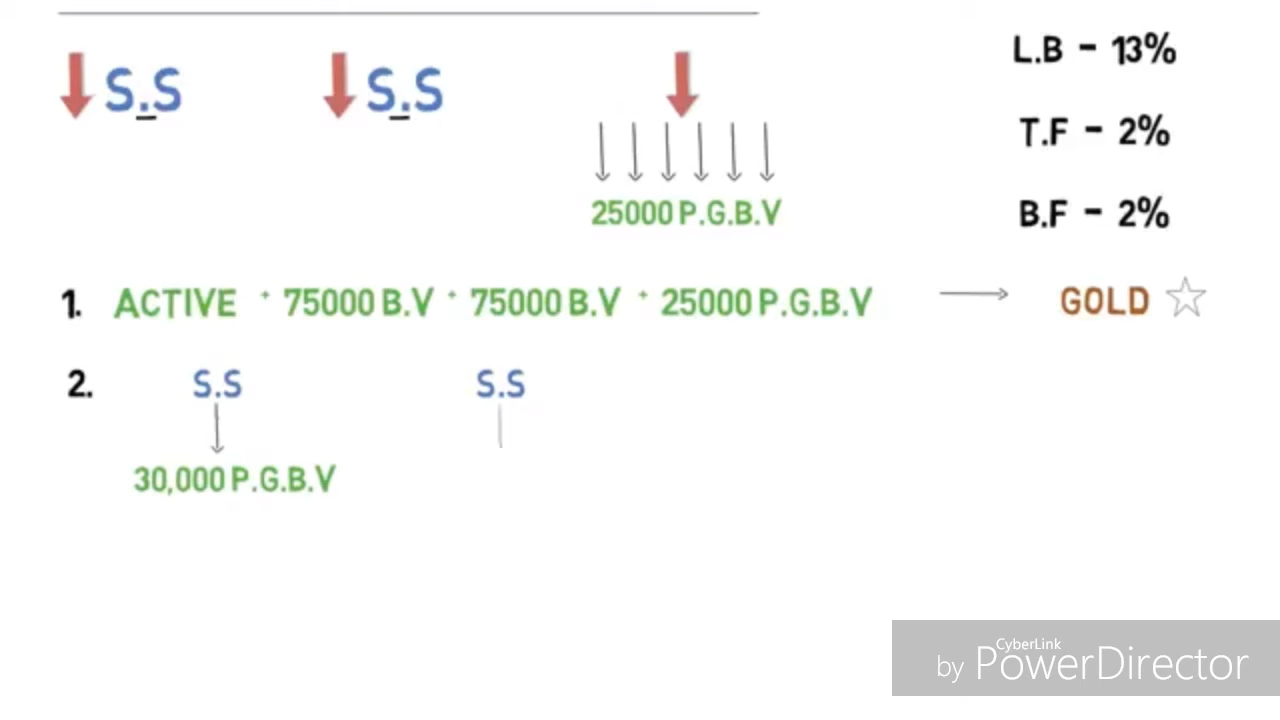 S.S S.S
25000 P.G.B.V
L.B - 13%
T.F - 2%
B.F - 2%
1. ACTIVE + 75000 B.V + 75000 B.V + 25000 P.G.B.V → GOLD ☆
2. S.S S.S
30,000 P.G.B.V
CyberLink
by PowerDirector